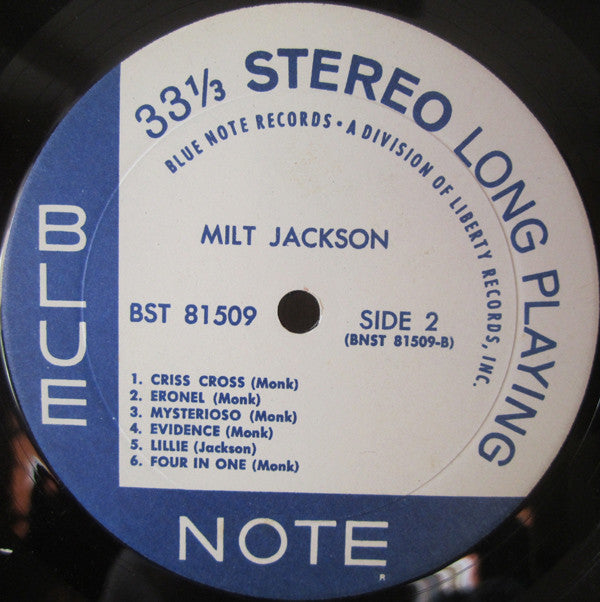 33⅓ STEREO LONG PLAYING
BLUE NOTE RECORDS • A DIVISION OF LIBERTY RECORDS, INC.
MILT JACKSON
BST 81509
SIDE 2
(BNST 81509-B)
1. CRISS CROSS (Monk)
2. ERONEL (Monk)
3. MYSTERIOSO (Monk)
4. EVIDENCE (Monk)
5. LILLIE (Jackson)
6. FOUR IN ONE (Monk)
BLUE
NOTE
R